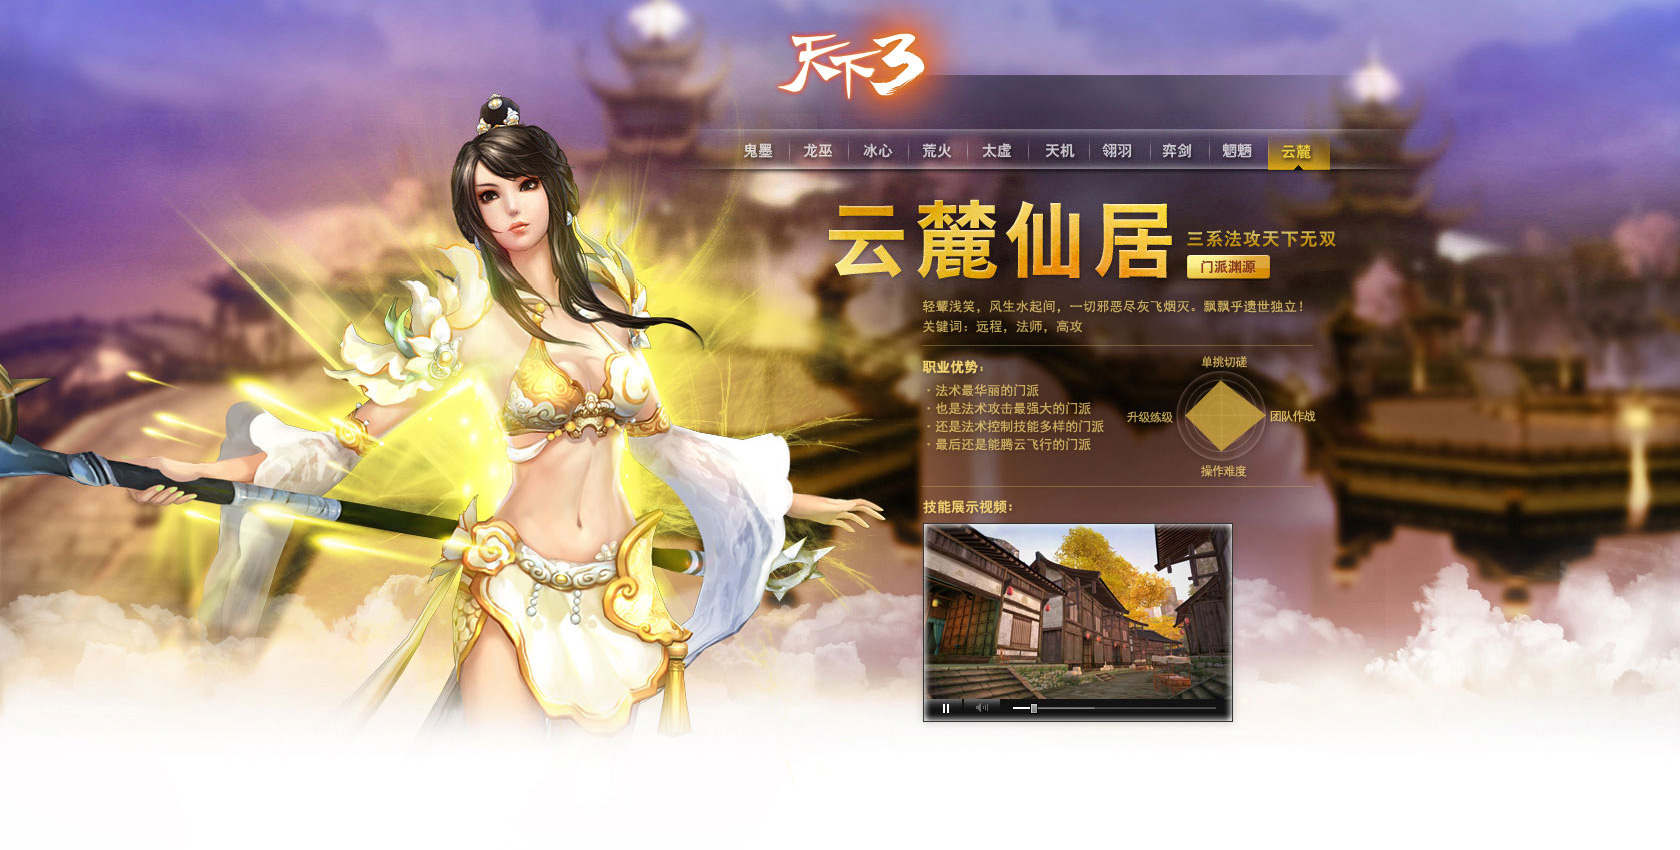 天下3
鬼墨 龙巫 冰心 荒火 太虚 天机 翎羽 弈剑 魍魉 云麓
云麓仙居
三系法攻天下无双
门派渊源
轻颦浅笑，风生水起间，一切邪恶尽灰飞烟灭。飘飘乎遗世独立！
关键词：远程，法师，高攻
职业优势：
· 法术最华丽的门派
· 也是法术攻击最强大的门派
· 还是法术控制技能多样的门派
· 最后还是能腾云飞行的门派
单挑切磋
升级练级
团队作战
操作难度
技能展示视频：